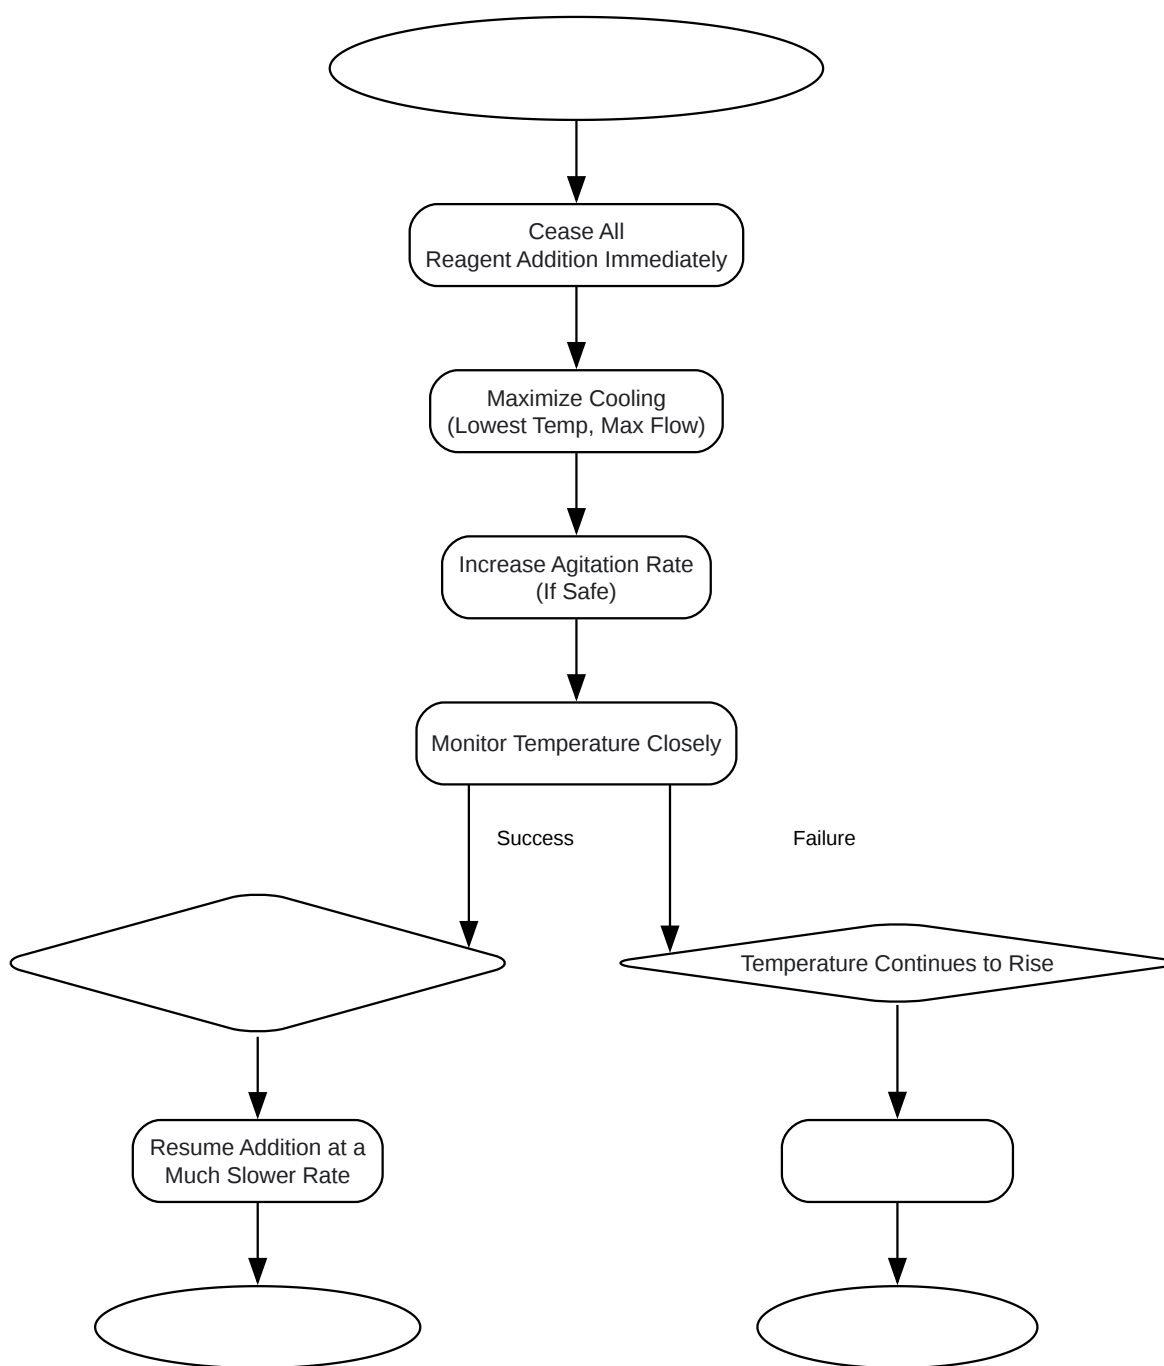 Cease All
Reagent Addition Immediately
Maximize Cooling
(Lowest Temp, Max Flow)
Increase Agitation Rate
(If Safe)
Monitor Temperature Closely
Success
Failure
Temperature Continues to Rise
Resume Addition at a
Much Slower Rate